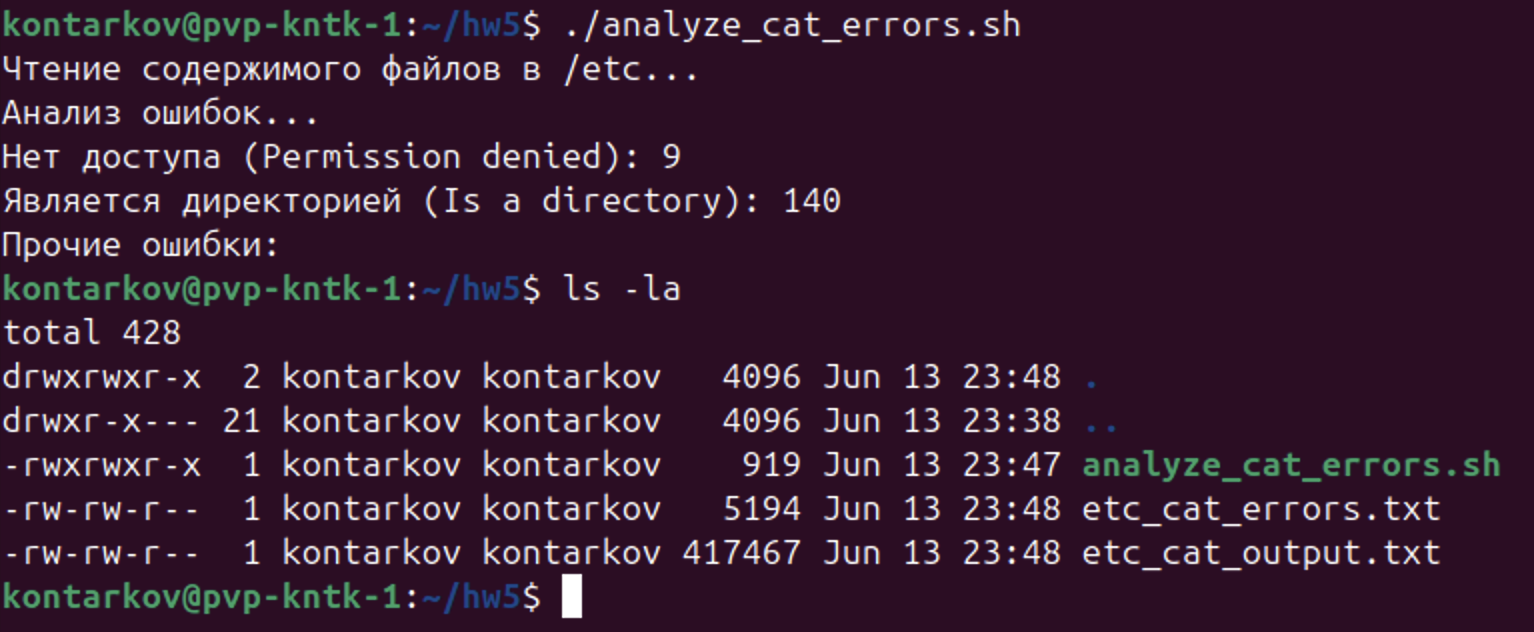 kontarkov@pvp-kntk-1:~/hw5$ ./analyze_cat_errors.sh
Чтение содержимого файлов в /etc...
Анализ ошибок...
Нет доступа (Permission denied): 9
Является директорией (Is a directory): 140
Прочие ошибки:
kontarkov@pvp-kntk-1:~/hw5$ ls -la
total 428
drwxrwxr-x  2 kontarkov kontarkov   4096 Jun 13 23:48 .
drwxr-x--- 21 kontarkov kontarkov   4096 Jun 13 23:38 ..
-rwxrwxr-x  1 kontarkov kontarkov    919 Jun 13 23:47 analyze_cat_errors.sh
-rw-rw-r--  1 kontarkov kontarkov   5194 Jun 13 23:48 etc_cat_errors.txt
-rw-rw-r--  1 kontarkov kontarkov 417467 Jun 13 23:48 etc_cat_output.txt
kontarkov@pvp-kntk-1:~/hw5$